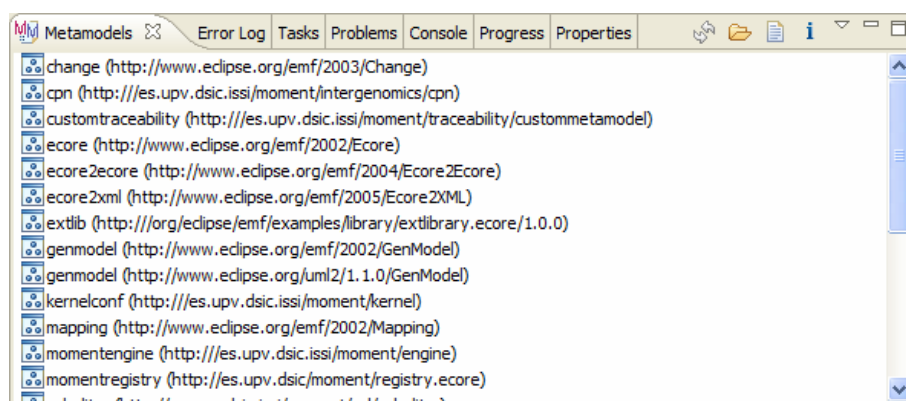 Metamodels Error Log Tasks Problems Console Progress Properties
change (http://www.eclipse.org/emf/2003/Change)
cpn (http:///es.upv.dsic.issi/moment/intergenomics/cpn)
customtraceability (http:///es.upv.dsic.issi/moment/traceability/custommetamodel)
ecore (http://www.eclipse.org/emf/2002/Ecore)
ecore2ecore (http://www.eclipse.org/emf/2004/Ecore2Ecore)
ecore2xml (http://www.eclipse.org/emf/2005/Ecore2XML)
extlib (http:///org/eclipse/emf/examples/library/extlibrary.ecore/1.0.0)
genmodel (http://www.eclipse.org/emf/2002/GenModel)
genmodel (http://www.eclipse.org/uml2/1.1.0/GenModel)
kernelconf (http:///es.upv.dsic.issi/moment/kernel)
mapping (http://www.eclipse.org/emf/2002/Mapping)
momentengine (http:///es.upv.dsic.issi/moment/engine)
momentregistry (http://es.upv.dsic/moment/registry.ecore)